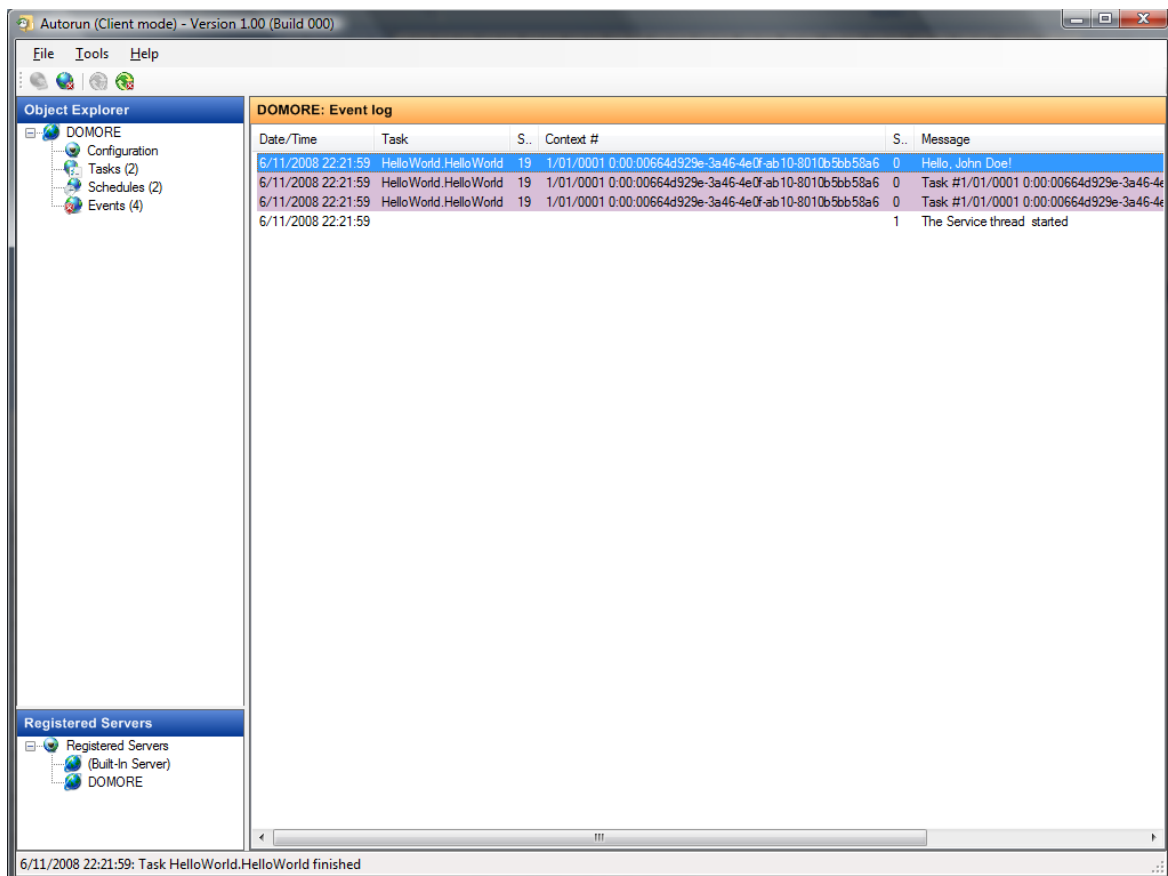 Autorun (Client mode) - Version 1.00 (Build 000)
File Tools Help
Object Explorer
DOMORE
Configuration
Tasks (2)
Schedules (2)
Events (4)
Registered Servers
Registered Servers
(Built-In Server)
DOMORE
DOMORE: Event log
Date/Time Task S.. Context # S.. Message
6/11/2008 22:21:59 HelloWorld.HelloWorld 19 1/01/0001 0:00:00664d929e-3a46-4e0f-ab10-8010b5bb58a6 0 Hello, John Doe!
6/11/2008 22:21:59 HelloWorld.HelloWorld 19 1/01/0001 0:00:00664d929e-3a46-4e0f-ab10-8010b5bb58a6 0 Task #1/01/0001 0:00:00664d929e-3a46-4e
6/11/2008 22:21:59 HelloWorld.HelloWorld 19 1/01/0001 0:00:00664d929e-3a46-4e0f-ab10-8010b5bb58a6 0 Task #1/01/0001 0:00:00664d929e-3a46-4e
6/11/2008 22:21:59 1 The Service thread started
6/11/2008 22:21:59: Task HelloWorld.HelloWorld finished